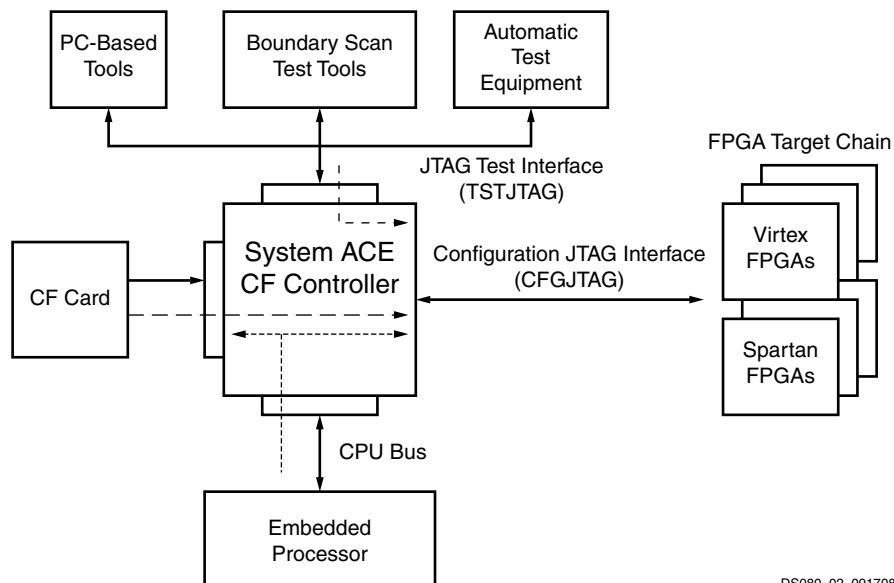 PC-Based
Tools
Boundary Scan
Test Tools
Automatic
Test
Equipment
JTAG Test Interface
(TSTJTAG)
FPGA Target Chain
CF Card
System ACE
CF Controller
Configuration JTAG Interface
(CFGJTAG)
Virtex
FPGAs
Spartan
FPGAs
CPU Bus
Embedded
Processor
DS080_02_091708